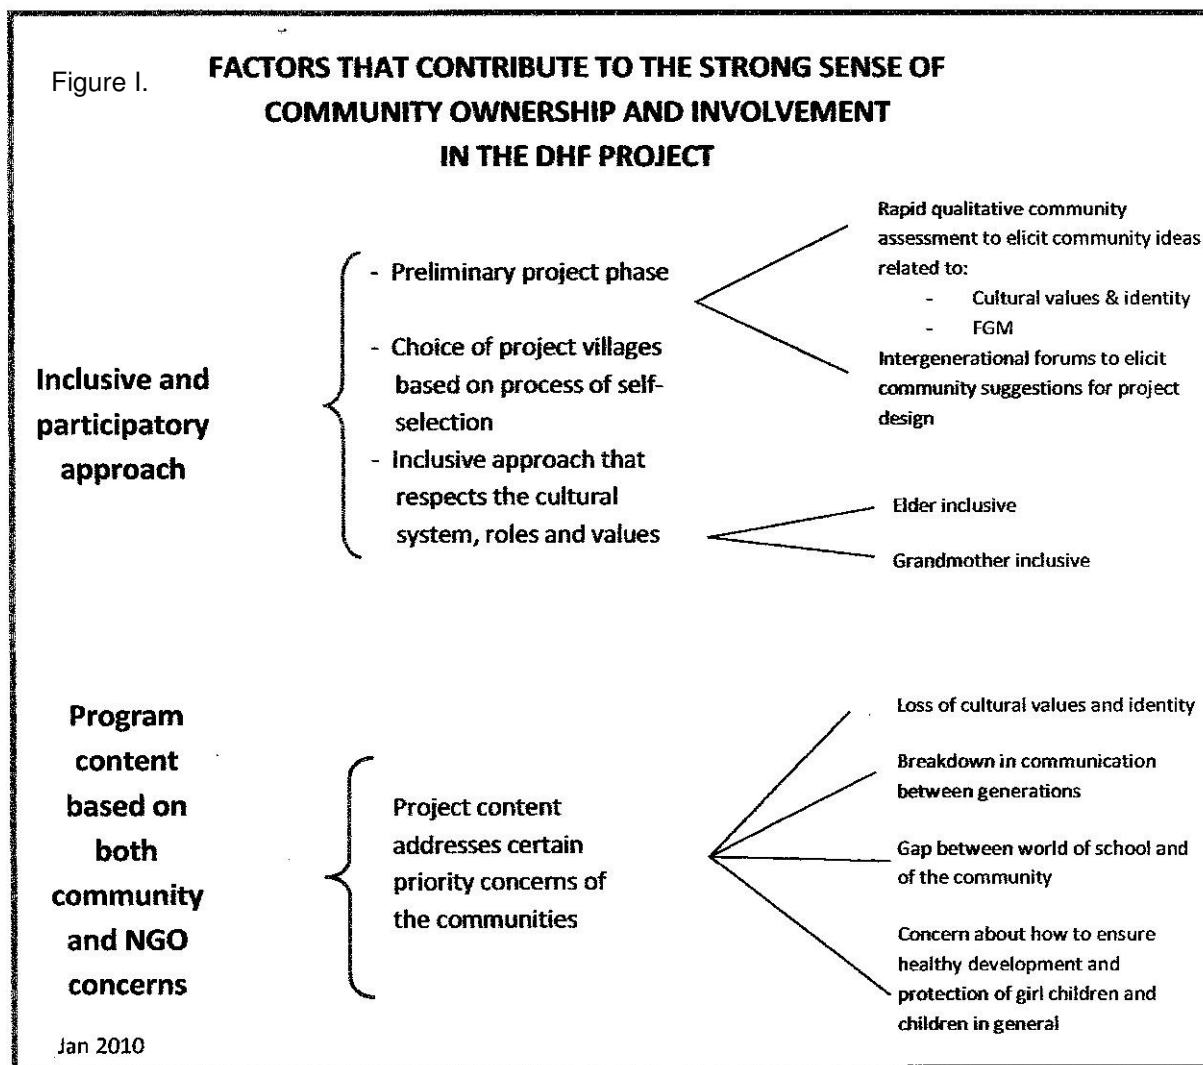 Figure I.
FACTORS THAT CONTRIBUTE TO THE STRONG SENSE OF
COMMUNITY OWNERSHIP AND INVOLVEMENT
IN THE DHF PROJECT
Inclusive and
participatory
approach
- Preliminary project phase
- Choice of project villages
based on process of self-
selection
- Inclusive approach that
respects the cultural
system, roles and values
Rapid qualitative community
assessment to elicit community ideas
related to:
- Cultural values & identity
- FGM
Intergenerational forums to elicit
community suggestions for project
design
Elder inclusive
Grandmother inclusive
Program
content
based on
both
community
and NGO
concerns
Project content
addresses certain
priority concerns of
the communities
Loss of cultural values and identity
Breakdown in communication
between generations
Gap between world of school and
of the community
Concern about how to ensure
healthy development and
protection of girl children and
children in general
Jan 2010